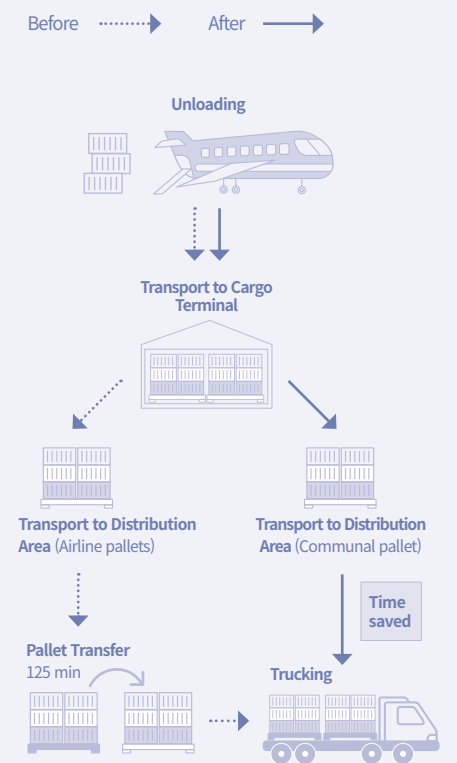 Before
After
Unloading
Transport to Cargo
Terminal
Transport to Distribution
Area (Airline pallets)
Transport to Distribution
Area (Communal pallet)
Time
saved
Pallet Transfer
125 min
Trucking